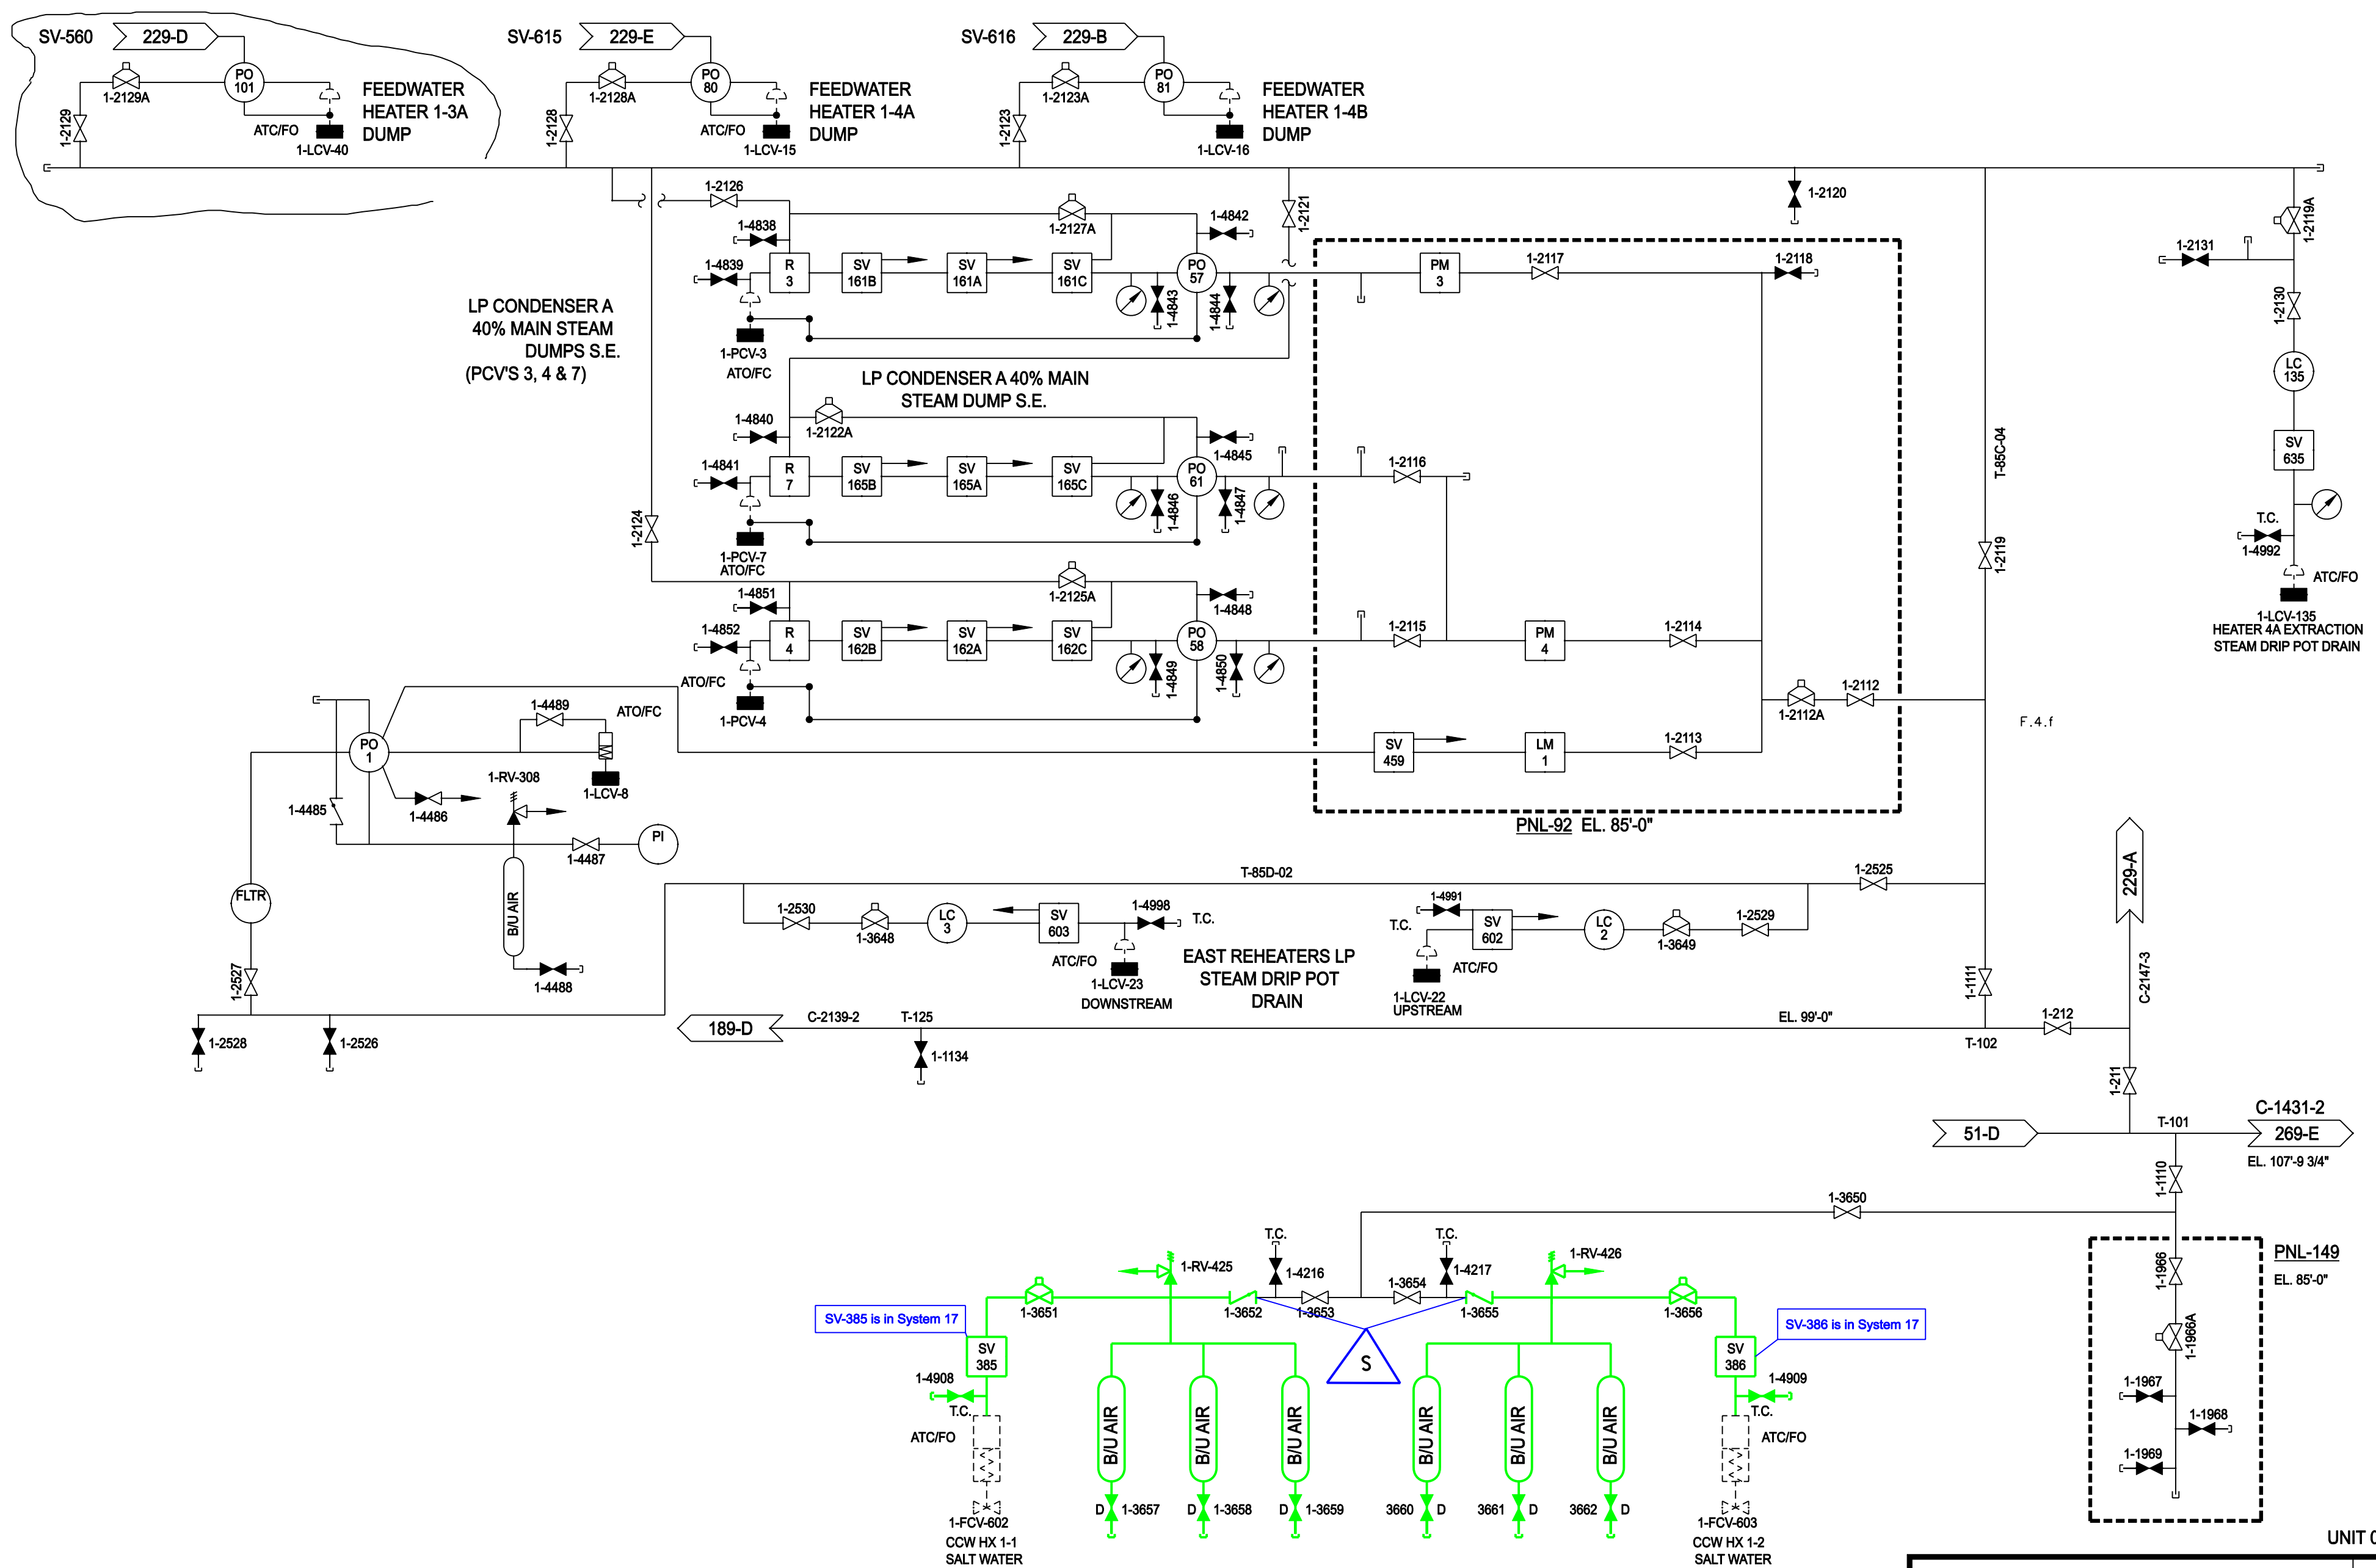 SV-560
229-D
SV-615
229-E
SV-616
229-B
PO
101
1-2129A
1-2129
ATC/FO
1-LCV-40
FEEDWATER
HEATER 1-3A
DUMP
PO
80
1-2128A
1-2128
ATC/FO
1-LCV-15
FEEDWATER
HEATER 1-4A
DUMP
PO
81
1-2123A
1-2123
1-LCV-16
FEEDWATER
HEATER 1-4B
DUMP
1-2126
1-4838
1-4839
R
3
SV
161B
SV
161A
SV
161C
1-2127A
1-4842
PO
57
1-4843
1-4844
1-2121
1-PCV-3
ATO/FC
PM
3
1-2117
1-2118
1-2120
1-2119A
1-2131
1-2130
LC
135
SV
635
T.C.
1-4992
ATC/FO
1-LCV-135
HEATER 4A EXTRACTION
STEAM DRIP POT DRAIN
LP CONDENSER A
40% MAIN STEAM
DUMPS S.E.
(PCV'S 3, 4 & 7)
LP CONDENSER A 40% MAIN
STEAM DUMP S.E.
1-4840
1-2122A
1-4841
R
7
SV
165B
SV
165A
SV
165C
PO
61
1-4845
1-4846
1-4847
1-PCV-7
ATO/FC
1-2116
1-2124
T-85C-04
1-2119
1-4851
1-2125A
1-4848
1-4852
R
4
SV
162B
SV
162A
SV
162C
PO
58
1-4849
1-4850
ATO/FC
1-PCV-4
1-2115
PM
4
1-2114
1-2112A
1-2112
F.4.f
SV
459
LM
1
1-2113
PNL-92 EL. 85'-0"
PO
1
1-4489
ATO/FC
1-LCV-8
1-RV-308
1-4485
1-4486
1-4487
PI
FLTR
B/U AIR
1-4488
1-2527
1-2528
1-2526
T-85D-02
1-2525
1-2530
1-3648
LC
3
SV
603
1-4998
T.C.
ATC/FO
1-LCV-23
DOWNSTREAM
EAST REHEATERS LP
STEAM DRIP POT
DRAIN
1-4991
T.C.
SV
602
LC
2
1-3649
1-2529
ATC/FO
1-LCV-22
UPSTREAM
229-A
C-2147-3
1-1111
1-212
189-D
C-2139-2
T-125
1-1134
EL. 99'-0"
T-102
1-211
51-D
T-101
C-1431-2
269-E
EL. 107'-9 3/4"
1-1110
1-3650
PNL-149
EL. 85'-0"
1-1966
1-1966A
1-1967
1-1968
1-1969
T.C.
1-4216
T.C.
1-4217
1-RV-425
1-RV-426
1-3651
1-3652
1-3653
1-3654
1-3655
1-3656
SV-385 is in System 17
SV-386 is in System 17
SV
385
SV
386
S
1-4908
T.C.
1-4909
T.C.
ATC/FO
ATC/FO
B/U AIR
B/U AIR
B/U AIR
B/U AIR
B/U AIR
B/U AIR
D 1-3657
D 1-3658
D 1-3659
3660 D
3661 D
3662 D
1-FCV-602
CCW HX 1-1
SALT WATER
1-FCV-603
CCW HX 1-2
SALT WATER
UNIT